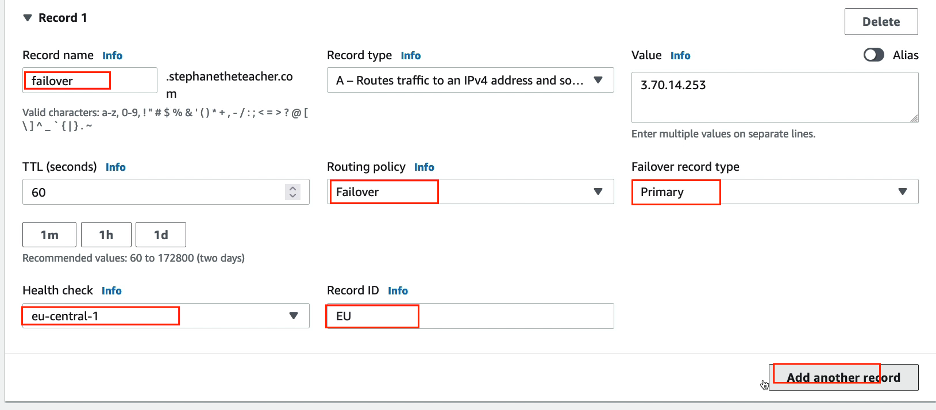 ▼ Record 1
Delete
Record name Info
failover
.stephanetheteacher.co
m
Valid characters: a-z, 0-9, ! " # $ % & ' ( ) * + , - / : ; < = > ? @ [
\ ] ^ _ ` { | } . ~
Record type Info
A – Routes traffic to an IPv4 address and so...
Value Info
Alias
3.70.14.253
Enter multiple values on separate lines.
TTL (seconds) Info
60
1m
1h
1d
Recommended values: 60 to 172800 (two days)
Routing policy Info
Failover
Failover record type
Primary
Health check Info
eu-central-1
Record ID Info
EU
Add another record